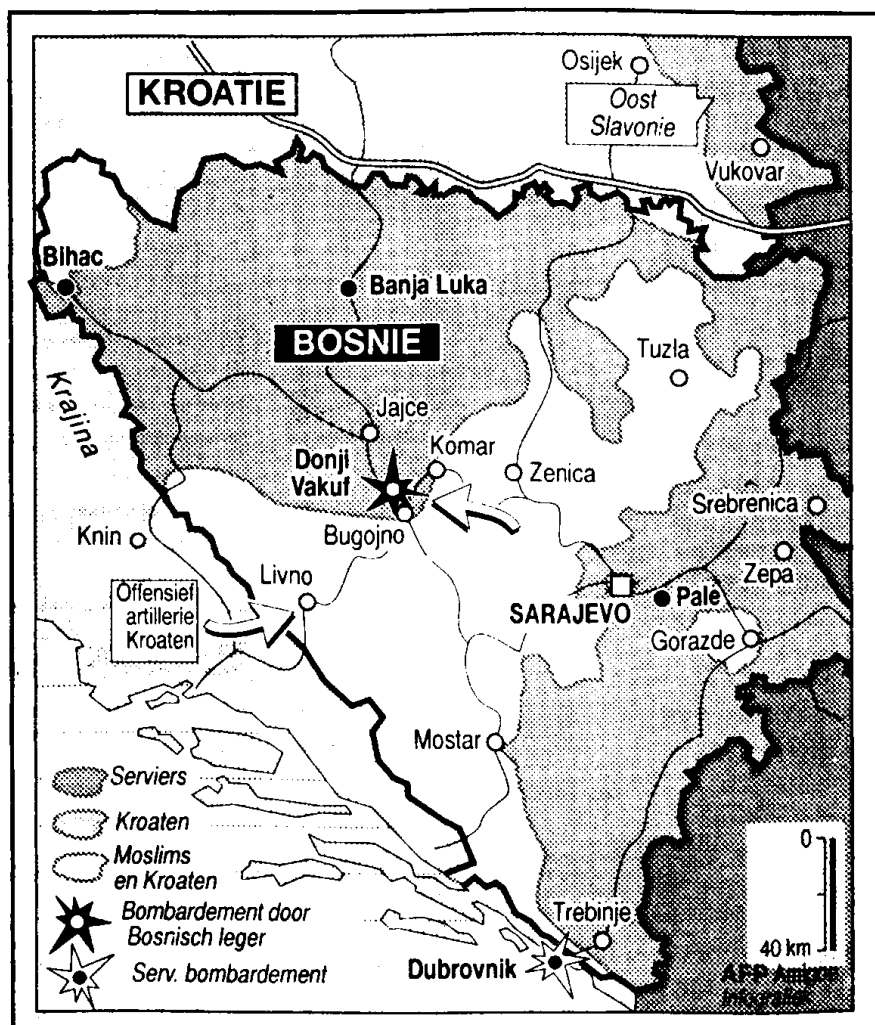 KROATIE
Osijek
Oost
Slavonie
Vukovar
Bihac
Banja Luka
BOSNIE
Tuzla
Krajina
Jajce
Komar
Donji
Vakuf
Zenica
Srebrenica
Knin
Bugojno
Zepa
Livno
Offensief
artillerie
Kroaten
SARAJEVO
Pale
Gorazde
Mostar
Serviers
Kroaten
Moslims
en Kroaten
Bombardement door
Bosnisch leger
Serv. bombardement
Trebinje
Dubrovnik
0
40 km
AFP Amigoe
Infografiek